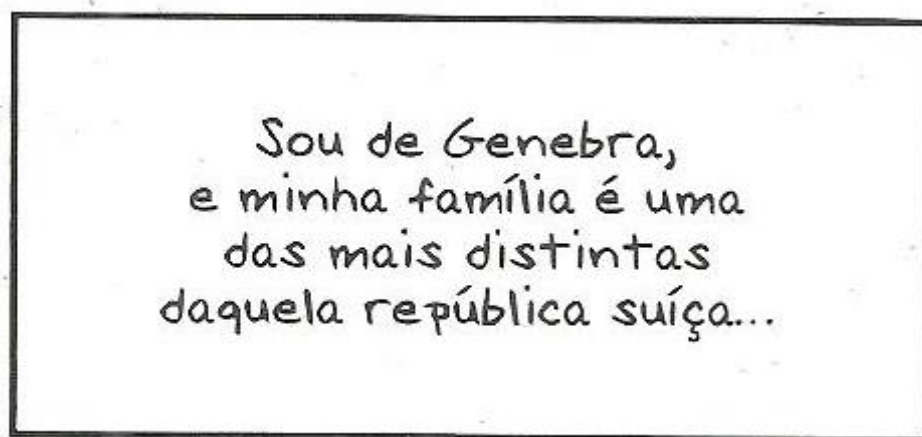 Sou de Genebra,
e minha família é uma
das mais distintas
daquela república suíça...